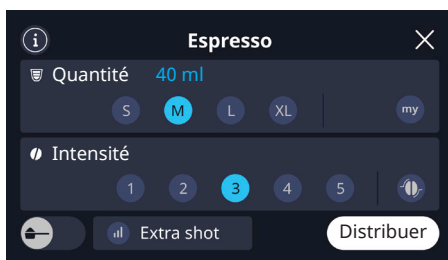 Espresso
Quantité 40 ml
S M L XL my
Intensité
1 2 3 4 5
Extra shot Distribuer